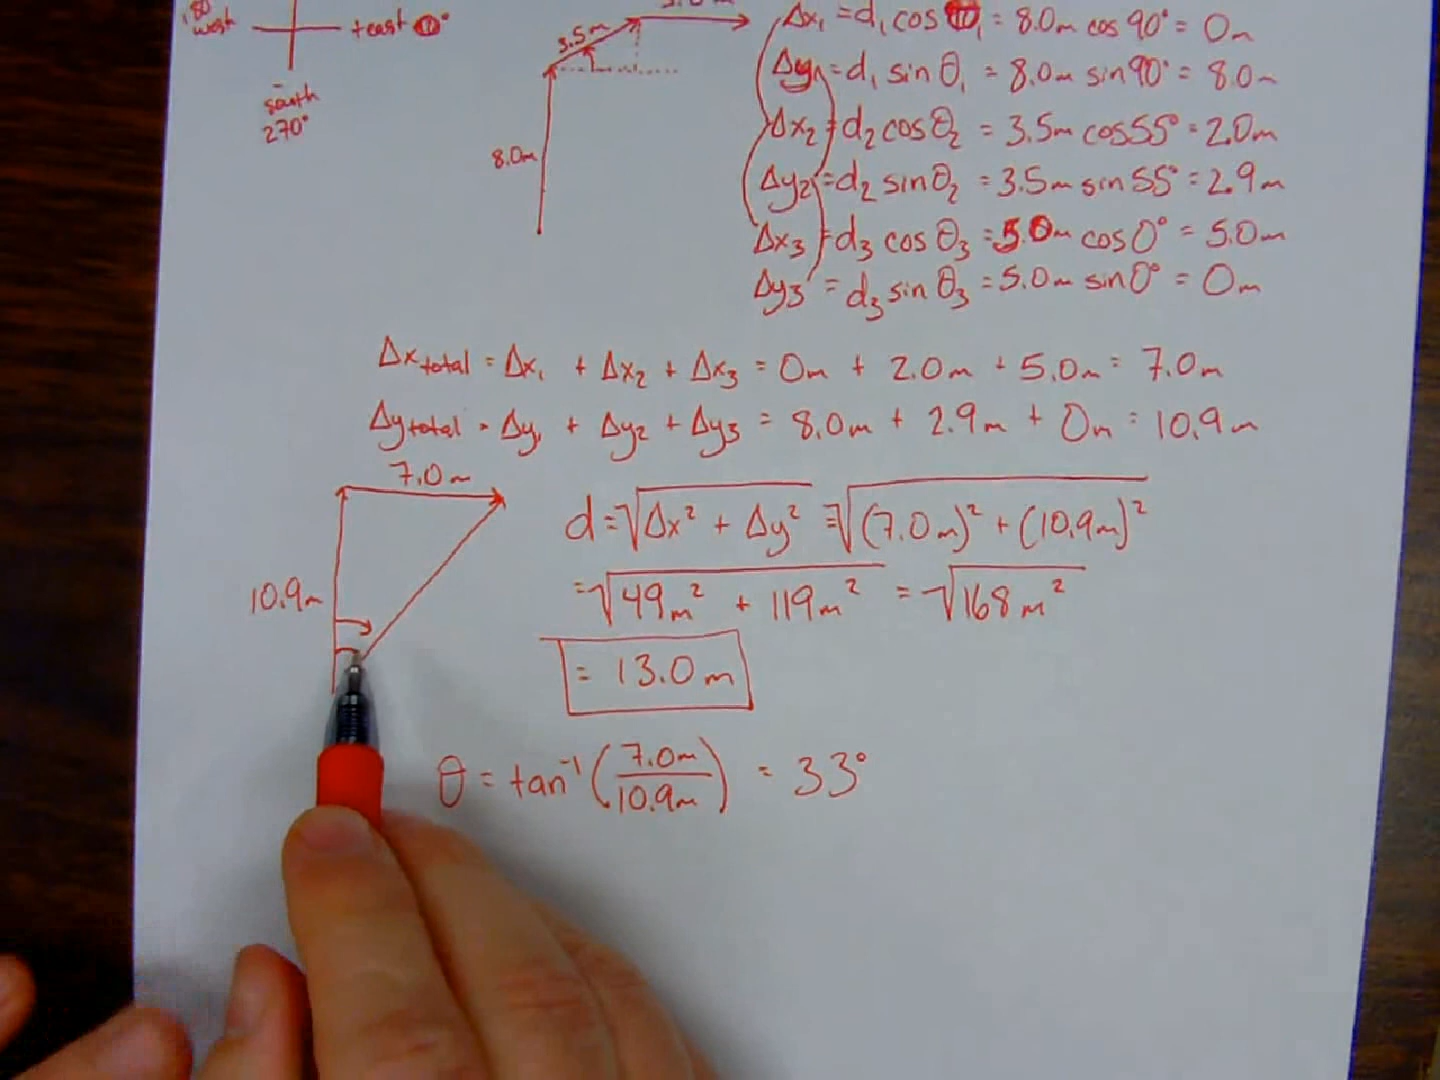 180
west
+east 0°
-
south
270°
3.5m
8.0m
Δx₁ = d₁ cos θ₁ = 8.0m cos 90° = 0m
Δy₁ = d₁ sin θ₁ = 8.0m sin 90° = 8.0m
Δx₂ = d₂ cos θ₂ = 3.5m cos 55° = 2.0m
Δy₂ = d₂ sin θ₂ = 3.5m sin 55° = 2.9m
Δx₃ = d₃ cos θ₃ = 5.0m cos 0° = 5.0m
Δy₃ = d₃ sin θ₃ = 5.0m sin 0° = 0m
Δx total = Δx₁ + Δx₂ + Δx₃ = 0m + 2.0m + 5.0m = 7.0m
Δy total = Δy₁ + Δy₂ + Δy₃ = 8.0m + 2.9m + 0m = 10.9m
7.0m
10.9m
d = √(Δx² + Δy²) = √((7.0m)² + (10.9m)²)
= √(49m² + 119m²) = √(168m²)
= 13.0m
θ = tan⁻¹(7.0m/10.9m) = 33°